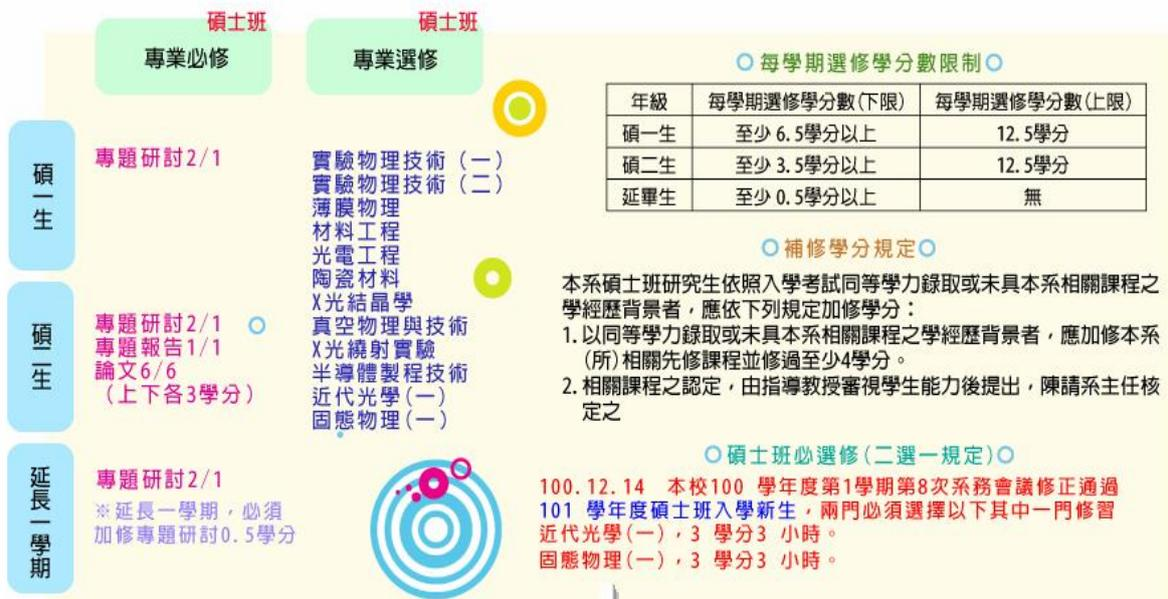 碩士班
專業必修
碩士班
專業選修
碩一生
專題研討2/1
實驗物理技術（一）
實驗物理技術（二）
薄膜物理
材料工程
光電工程
陶瓷材料
X光結晶學
真空物理與技術
X光繞射實驗
半導體製程技術
近代光學(一)
固態物理(一)
碩二生
專題研討2/1
專題報告1/1
論文6/6
（上下各3學分）
延長一學期
專題研討2/1
※延長一學期，必須
加修專題研討0.5學分
每學期選修學分數限制
年級 每學期選修學分數(下限) 每學期選修學分數(上限)
碩一生 至少 6.5學分以上 12.5學分
碩二生 至少 3.5學分以上 12.5學分
延畢生 至少 0.5學分以上 無
補修學分規定
本系碩士班研究生依照入學考試同等學力錄取或未具本系相關課程之
學經歷背景者，應依下列規定加修學分：
1. 以同等學力錄取或未具本系相關課程之學經歷背景者，應加修本系
(所)相關先修課程並修過至少4學分。
2. 相關課程之認定，由指導教授審視學生能力後提出，陳請系主任核
定之
碩士班必選修(二選一規定)
100.12.14 本校100 學年度第1學期第8次系務會議修正通過
101 學年度碩士班入學新生，兩門必須選擇以下其中一門修習
近代光學(一)，3 學分3 小時。
固態物理(一)，3 學分3 小時。